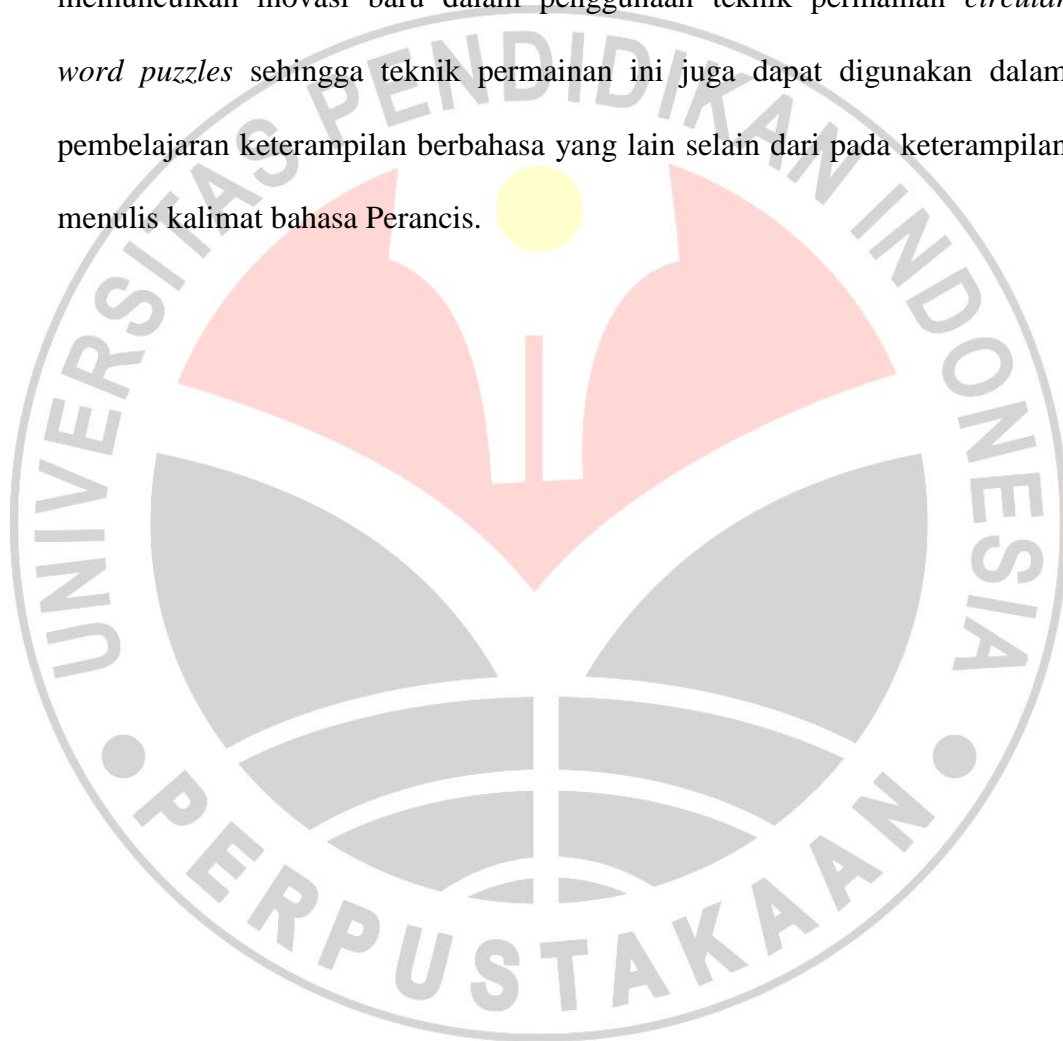 memunculkan inovasi baru dalam penggunaan teknik permainan circular
word puzzles sehingga teknik permainan ini juga dapat digunakan dalam
pembelajaran keterampilan berbahasa yang lain selain dari pada keterampilan
menulis kalimat bahasa Perancis.
UNIVERSITAS PENDIDIKAN INDONESIA
PERPUSTAKAAN